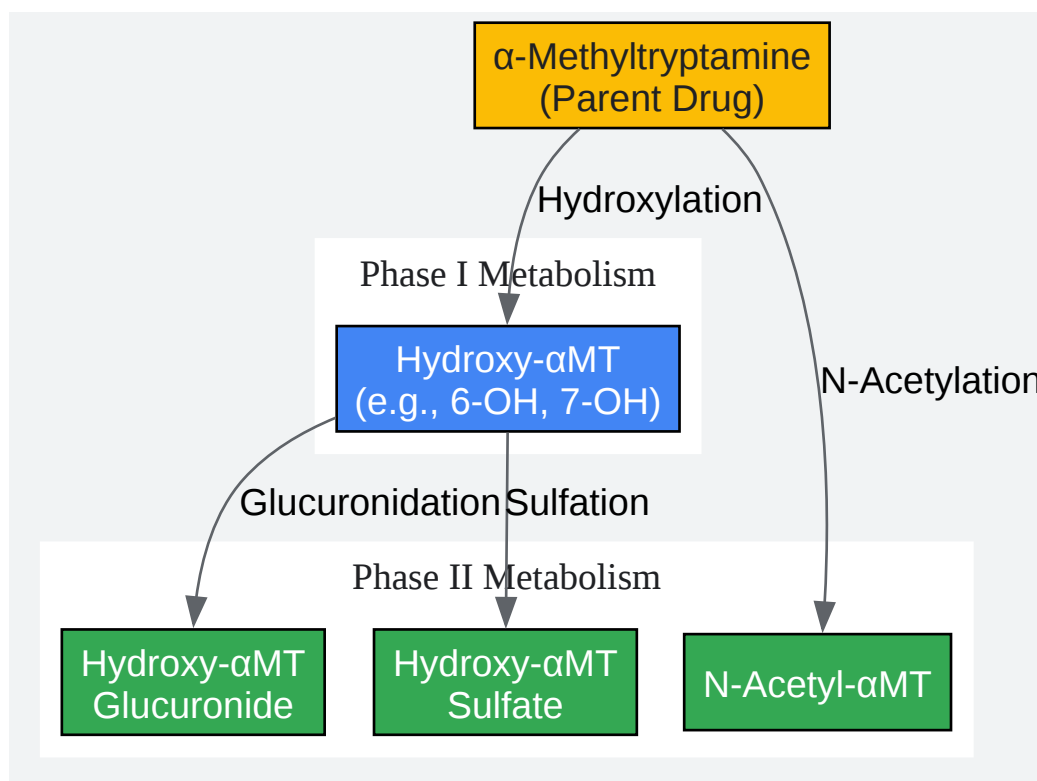 α-Methyltryptamine
(Parent Drug)
Hydroxylation
Phase I Metabolism
Hydroxy-αMT
(e.g., 6-OH, 7-OH)
N-Acetylation
Glucuronidation
Sulfation
Phase II Metabolism
Hydroxy-αMT
Glucuronide
Hydroxy-αMT
Sulfate
N-Acetyl-αMT